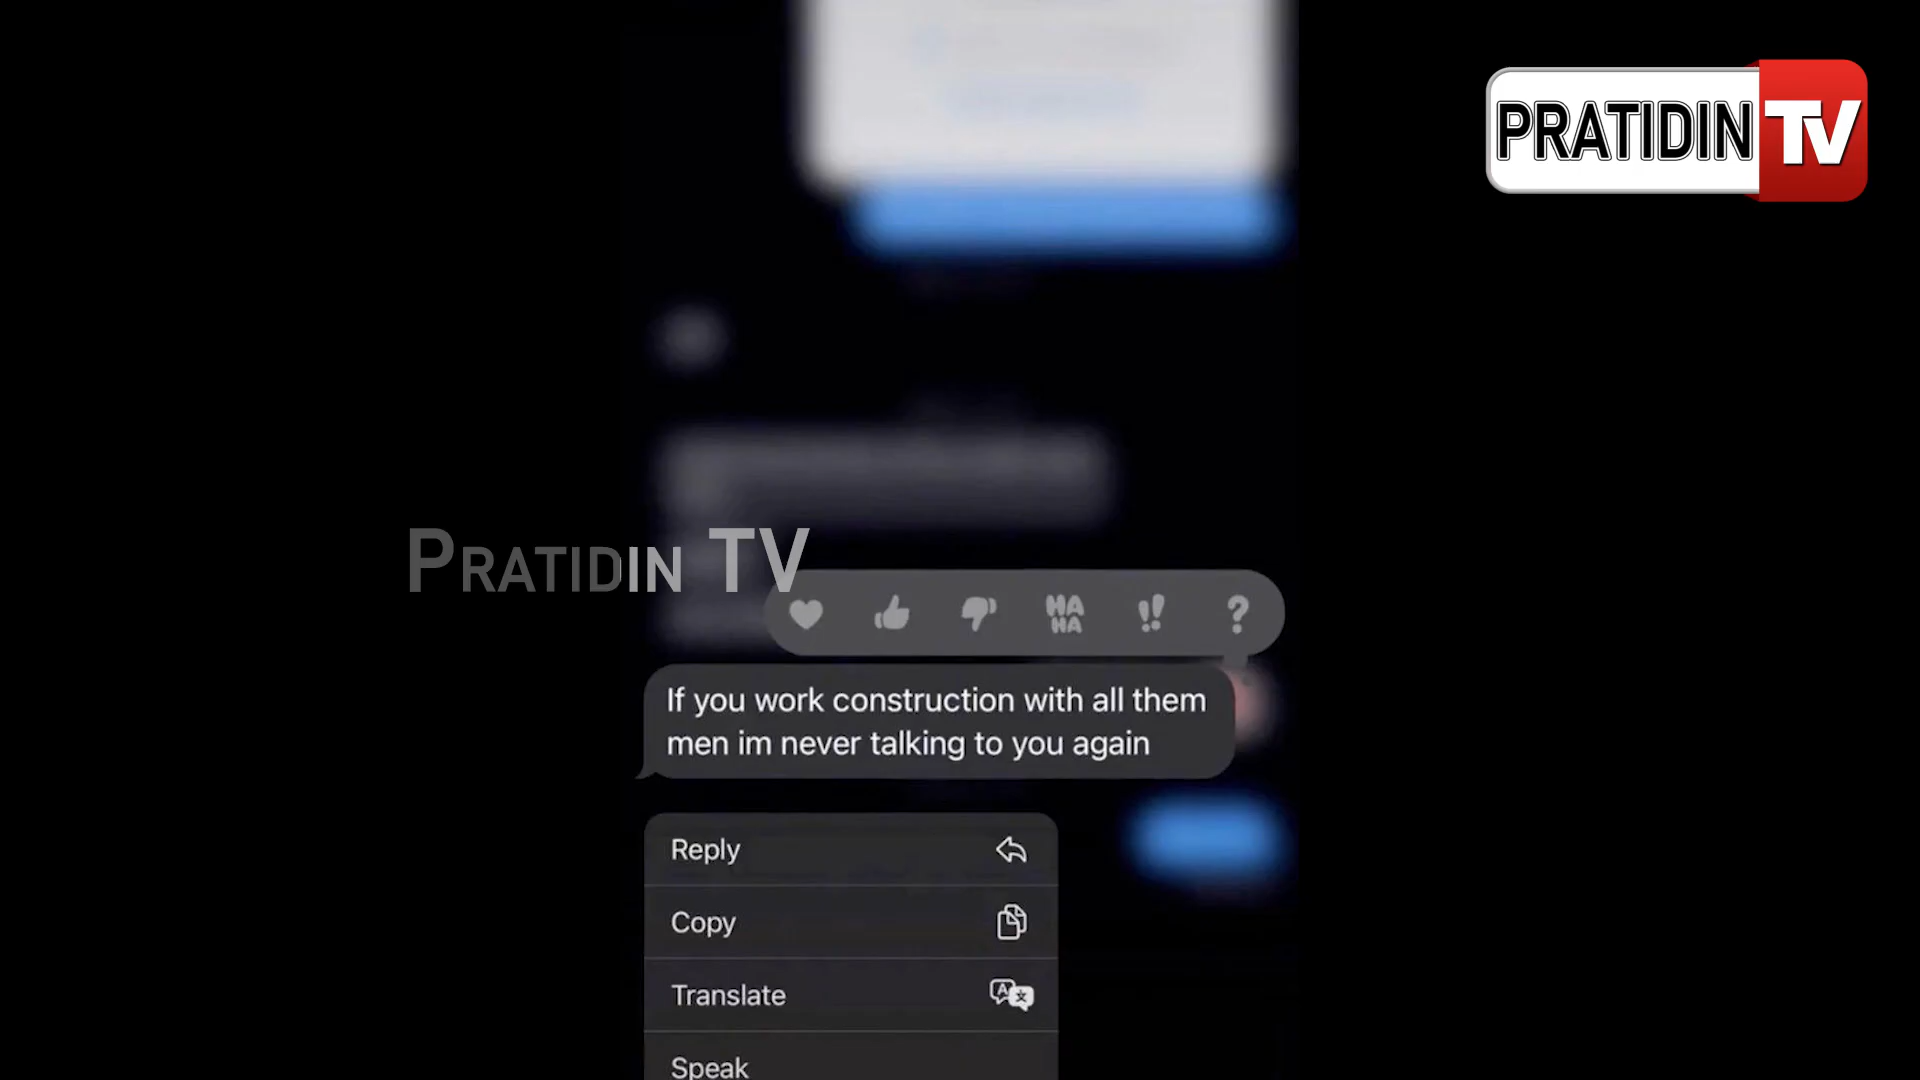 PRATIDIN TV
PRATIDIN TV
HA
HA
!!
?
If you work construction with all them
men im never talking to you again
Reply
Copy
Translate
Speak